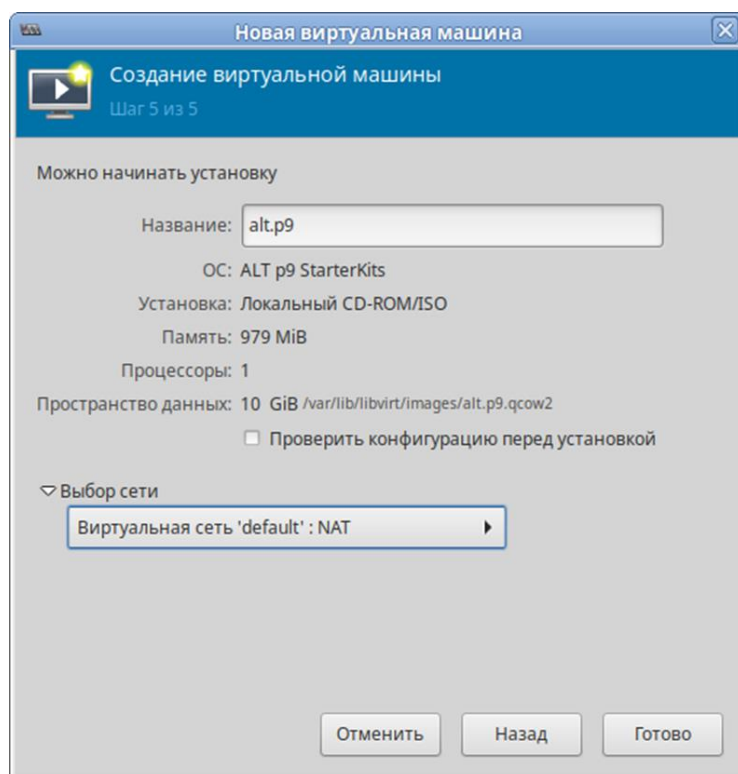 Новая виртуальная машина
Создание виртуальной машины
Шаг 5 из 5
Можно начинать установку
Название: alt.p9
ОС: ALT p9 StarterKits
Установка: Локальный CD-ROM/ISO
Память: 979 MiB
Процессоры: 1
Пространство данных: 10 GiB /var/lib/libvirt/images/alt.p9.qcow2
Проверить конфигурацию перед установкой
Выбор сети
Виртуальная сеть 'default' : NAT
Отменить Назад Готово